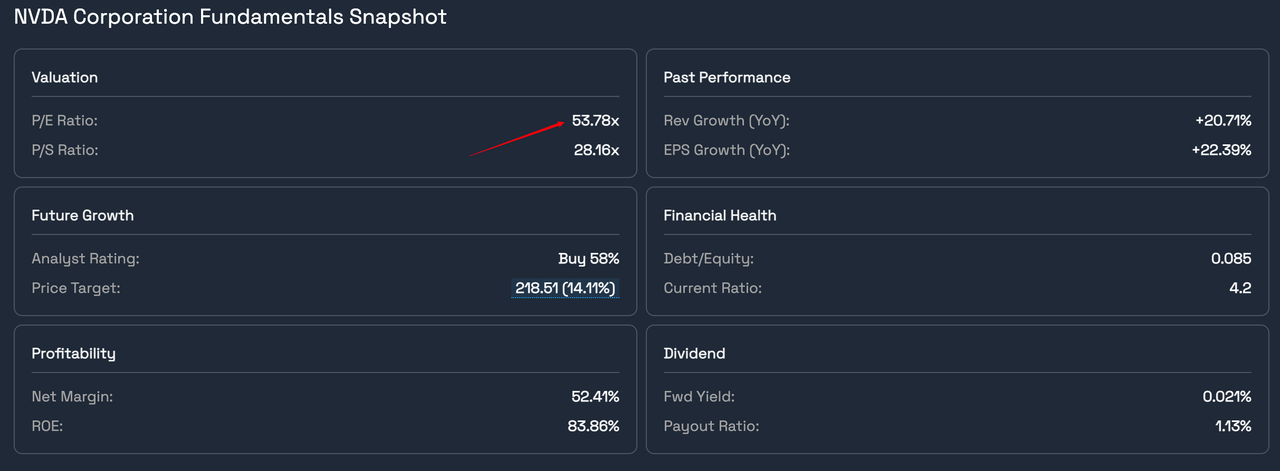 NVDA Corporation Fundamentals Snapshot
Valuation
P/E Ratio: 53.78x
P/S Ratio: 28.16x
Past Performance
Rev Growth (YoY): +20.71%
EPS Growth (YoY): +22.39%
Future Growth
Analyst Rating: Buy 58%
Price Target: 218.51 (14.11%)
Financial Health
Debt/Equity: 0.085
Current Ratio: 4.2
Profitability
Net Margin: 52.41%
ROE: 83.86%
Dividend
Fwd Yield: 0.021%
Payout Ratio: 1.13%